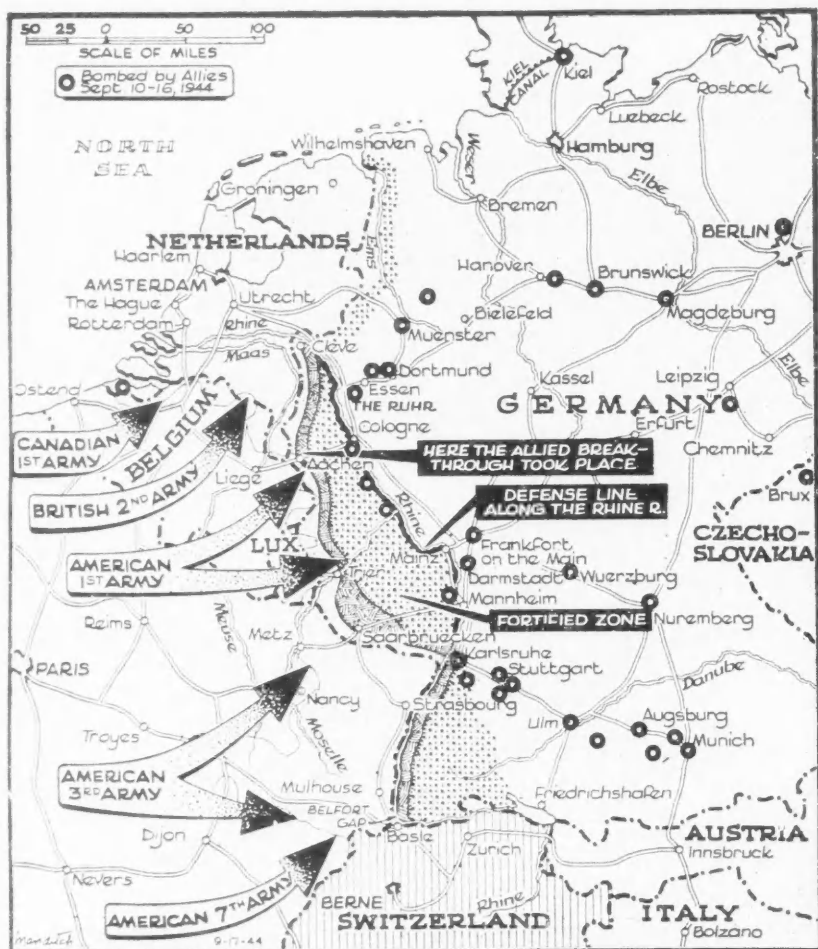 50 25 0 50 100
SCALE OF MILES
Bombed by Allies
Sept. 10-16, 1944
NORTH
SEA
KIEL
CANAL
Kiel
Rostock
Luebeck
Wilhelmshaven
Weser
Hamburg
Elbe
Groningen
Bremen
Ems
NETHERLANDS
BERLIN
Haarlem
Hanover
Brunswick
AMSTERDAM
The Hague
Utrecht
Bielefeld
Magdeburg
Rotterdam
Rhine
Muenster
Maas
Cleve
Elbe
Dortmund
Kassel
Leipzig
Ostend
Essen
THE RUHR
GERMANY
BELGIUM
Cologne
Erfurt
CANADIAN
1ST ARMY
Chemnitz
HERE THE ALLIED BREAK-
THROUGH TOOK PLACE.
Aachen
Liege
BRITISH 2ND ARMY
Rhine
DEFENSE LINE
ALONG THE RHINE R.
Brux
CZECHO-
SLOVAKIA
LUX.
AMERICAN
1ST ARMY
Mainz
Frankfort
on the Main
Trier
Darmstadt
Wuerzburg
Mannheim
Reims
Meuse
FORTIFIED ZONE
Nuremberg
Metz
Saarbruecken
Karlsruhe
PARIS
Stuttgart
Nancy
Strasbourg
Danube
Troyes
Moselle
Ulm
Augsburg
Munich
AMERICAN
3RD ARMY
Mulhouse
Friedrichshafen
BELFORT
GAP
Dijon
Basle
Zurich
AUSTRIA
Innsbruck
Nevers
BERNE
Rhine
AMERICAN 7TH ARMY
SWITZERLAND
ITALY
Bolzano
9-17-44